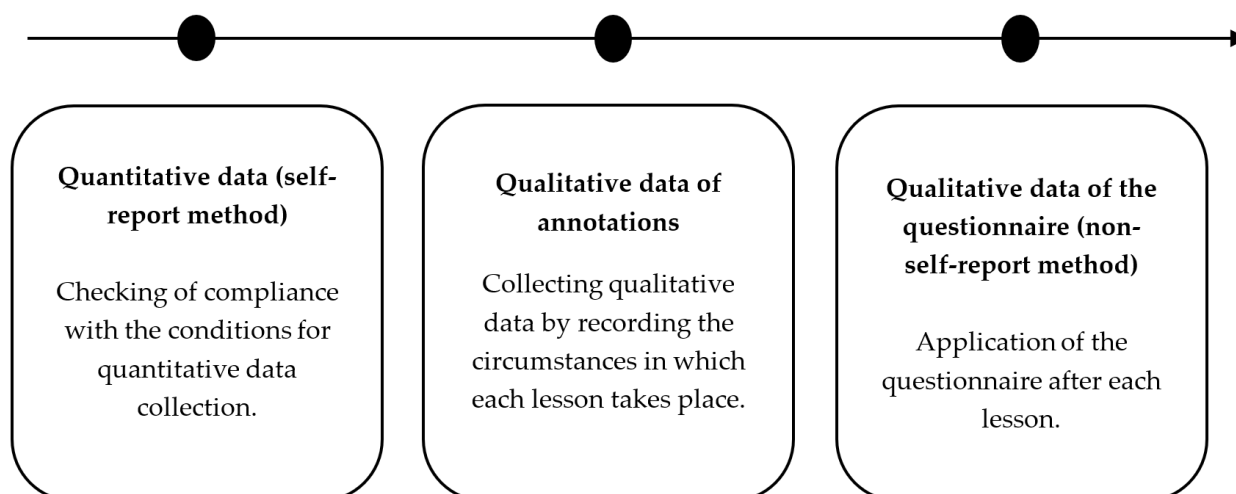 Quantitative data (self-
report method)
Checking of compliance
with the conditions for
quantitative data
collection.
Qualitative data of
annotations
Collecting qualitative
data by recording the
circumstances in which
each lesson takes place.
Qualitative data of the
questionnaire (non-
self-report method)
Application of the
questionnaire after each
lesson.